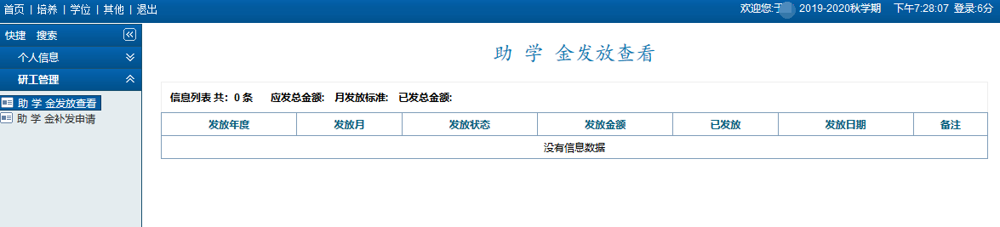 首页 | 培养 | 学位 | 其他 | 退出 欢迎您:于 2019-2020秋学期 下午7:28:07 登录:6分
快捷 搜索
个人信息
研工管理
助 学 金发放查看
助 学 金补发申请
助 学 金发放查看
信息列表 共: 0 条 应发总金额: 月发放标准: 已发总金额:
发放年度 发放月 发放状态 发放金额 已发放 发放日期 备注
没有信息数据